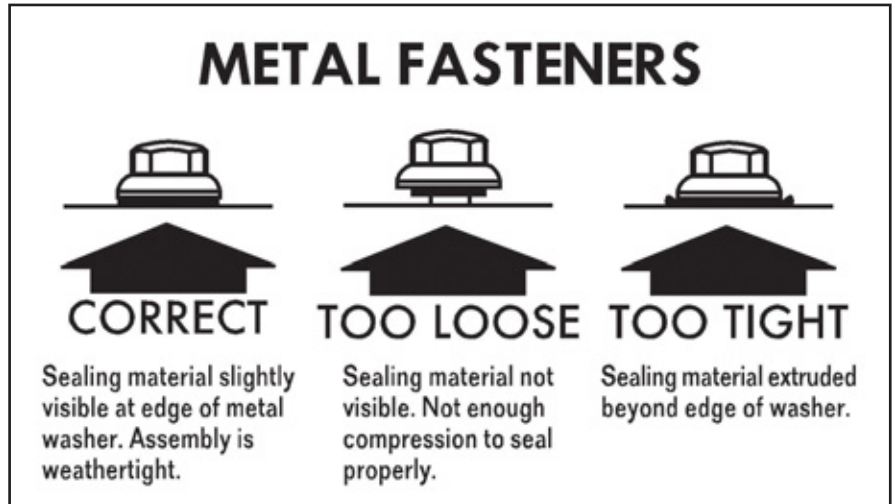 METAL FASTENERS
CORRECT
Sealing material slightly
visible at edge of metal
washer. Assembly is
weathertight.
TOO LOOSE
Sealing material not
visible. Not enough
compression to seal
properly.
TOO TIGHT
Sealing material extruded
beyond edge of washer.